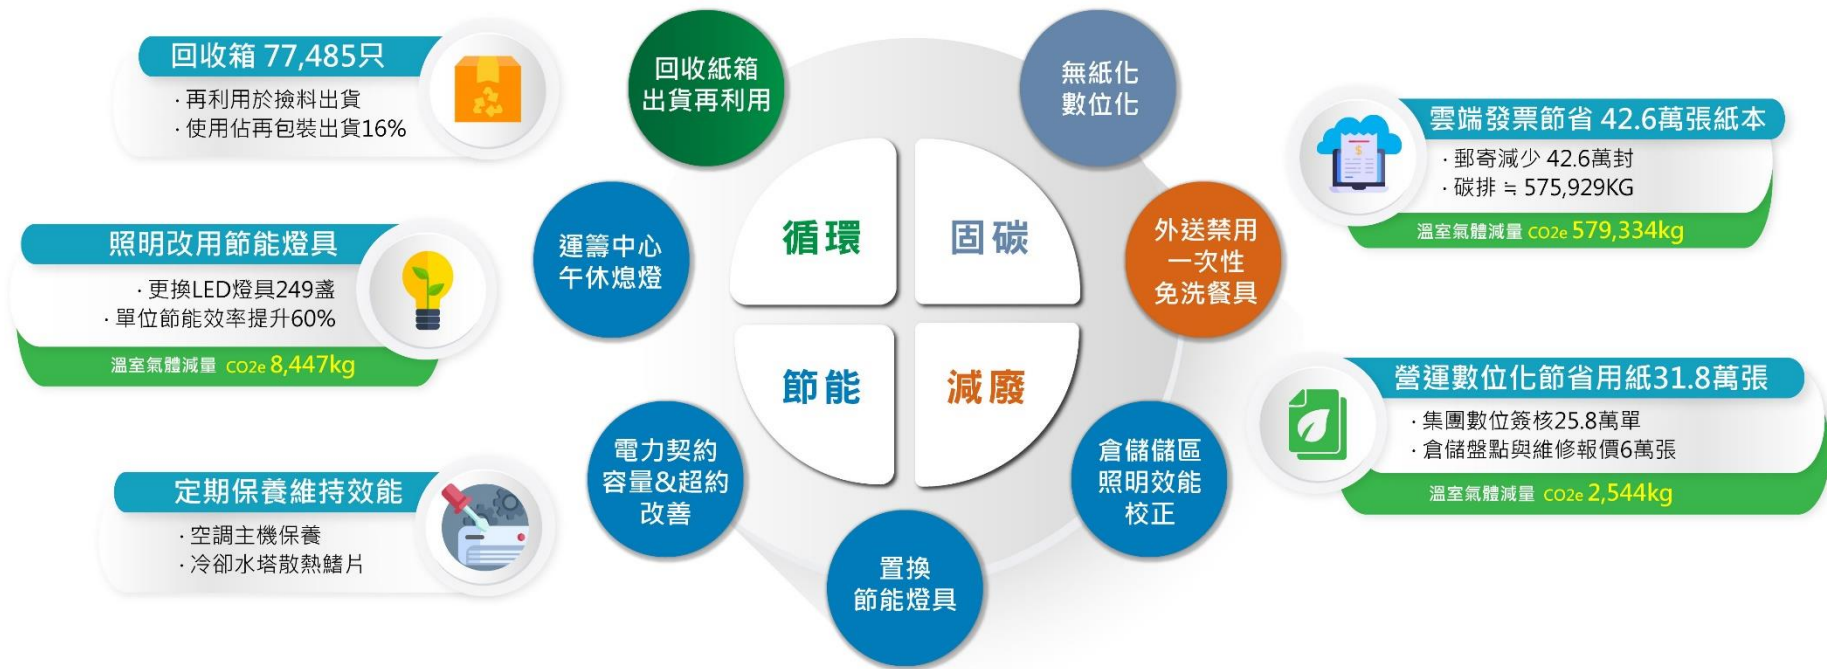 回收箱 77,485只
· 再利用於撿料出貨
· 使用佔再包裝出貨16%
照明改用節能燈具
· 更換LED燈具249盞
· 單位節能效率提升60%
溫室氣體減量 CO2e 8,447kg
定期保養維持效能
· 空調主機保養
· 冷卻水塔散熱鰭片
回收紙箱
出貨再利用
無紙化
數位化
運籌中心
午休熄燈
循環
固碳
外送禁用
一次性
免洗餐具
節能
減廢
電力契約
容量&超約
改善
置換
節能燈具
倉儲儲區
照明效能
校正
雲端發票節省 42.6萬張紙本
· 郵寄減少 42.6萬封
· 碳排 ≒ 575,929KG
溫室氣體減量 CO2e 579,334kg
營運數位化節省用紙31.8萬張
· 集團數位簽核25.8萬單
· 倉儲盤點與維修報價6萬張
溫室氣體減量 CO2e 2,544kg